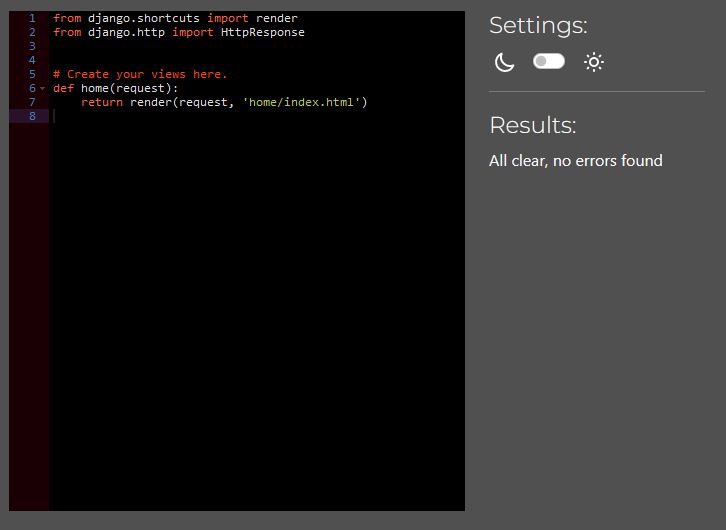 1 from django.shortcuts import render
2 from django.http import HttpResponse
3
4
5 # Create your views here.
6 def home(request):
7     return render(request, 'home/index.html')
8
Settings:
Results:
All clear, no errors found